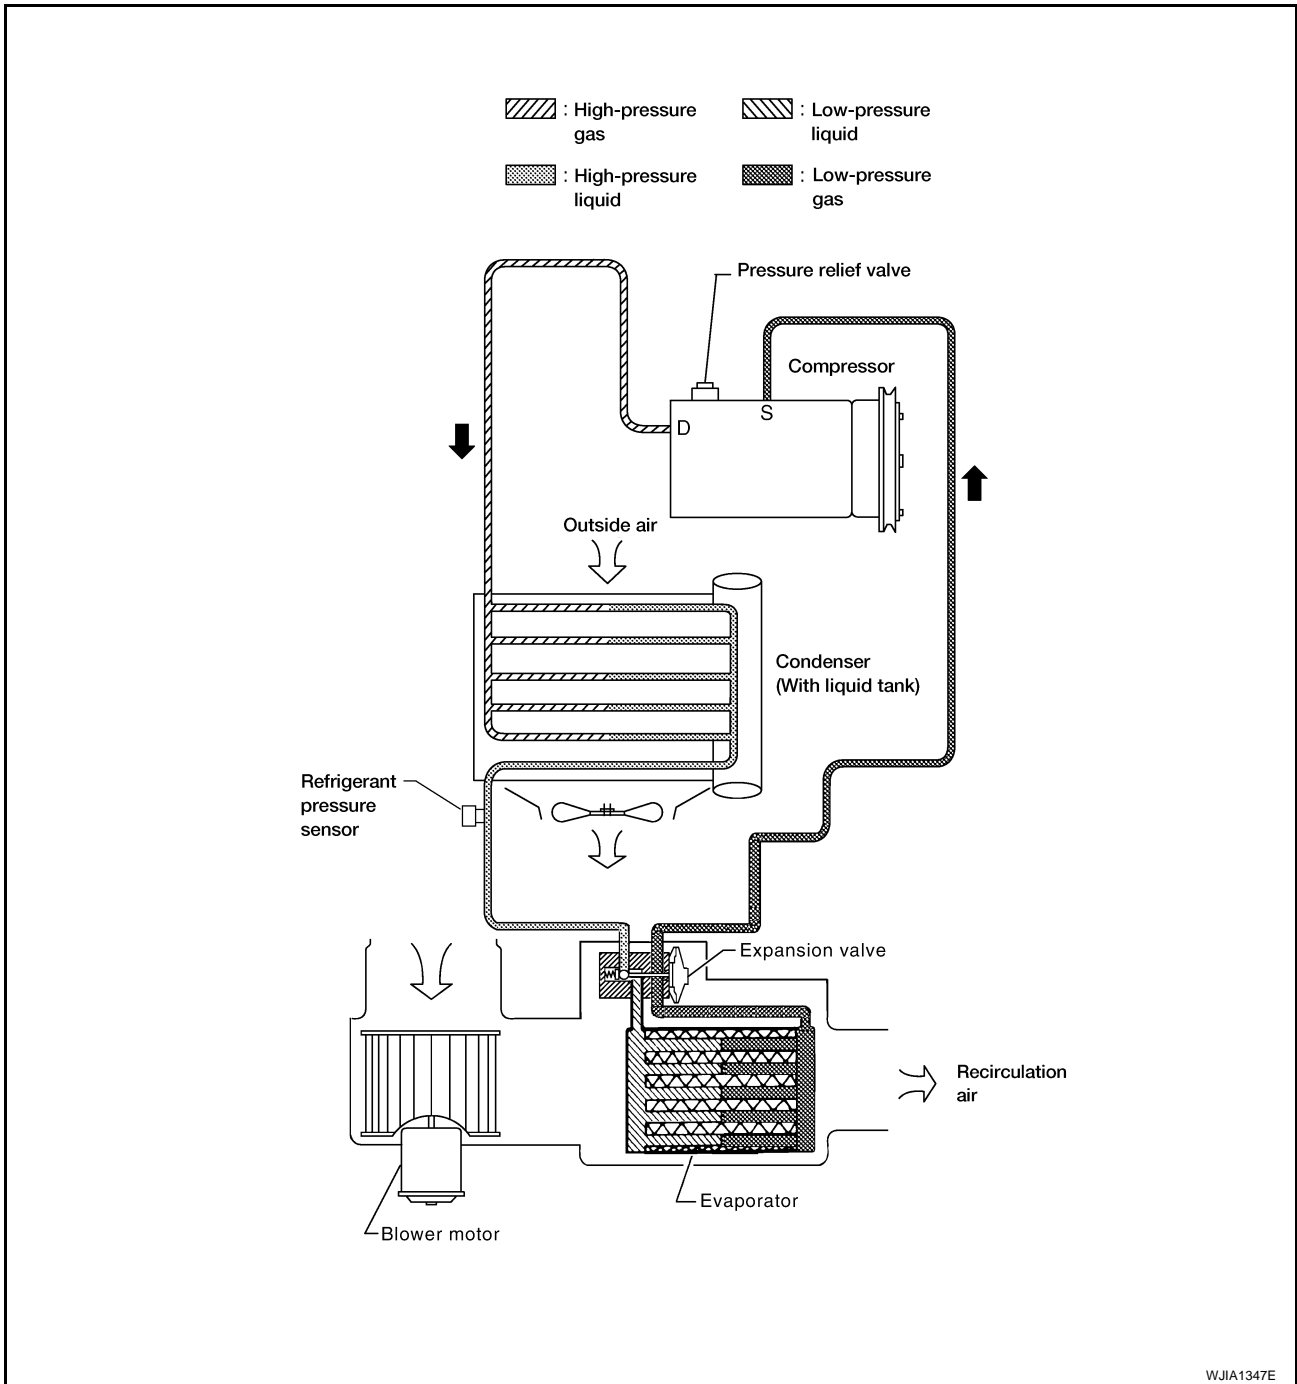 : High-pressure
gas
: Low-pressure
liquid
: High-pressure
liquid
: Low-pressure
gas
Pressure relief valve
Compressor
S
D
Outside air
Condenser
(With liquid tank)
Refrigerant
pressure
sensor
Expansion valve
Recirculation
air
Evaporator
Blower motor
WJIA1347E